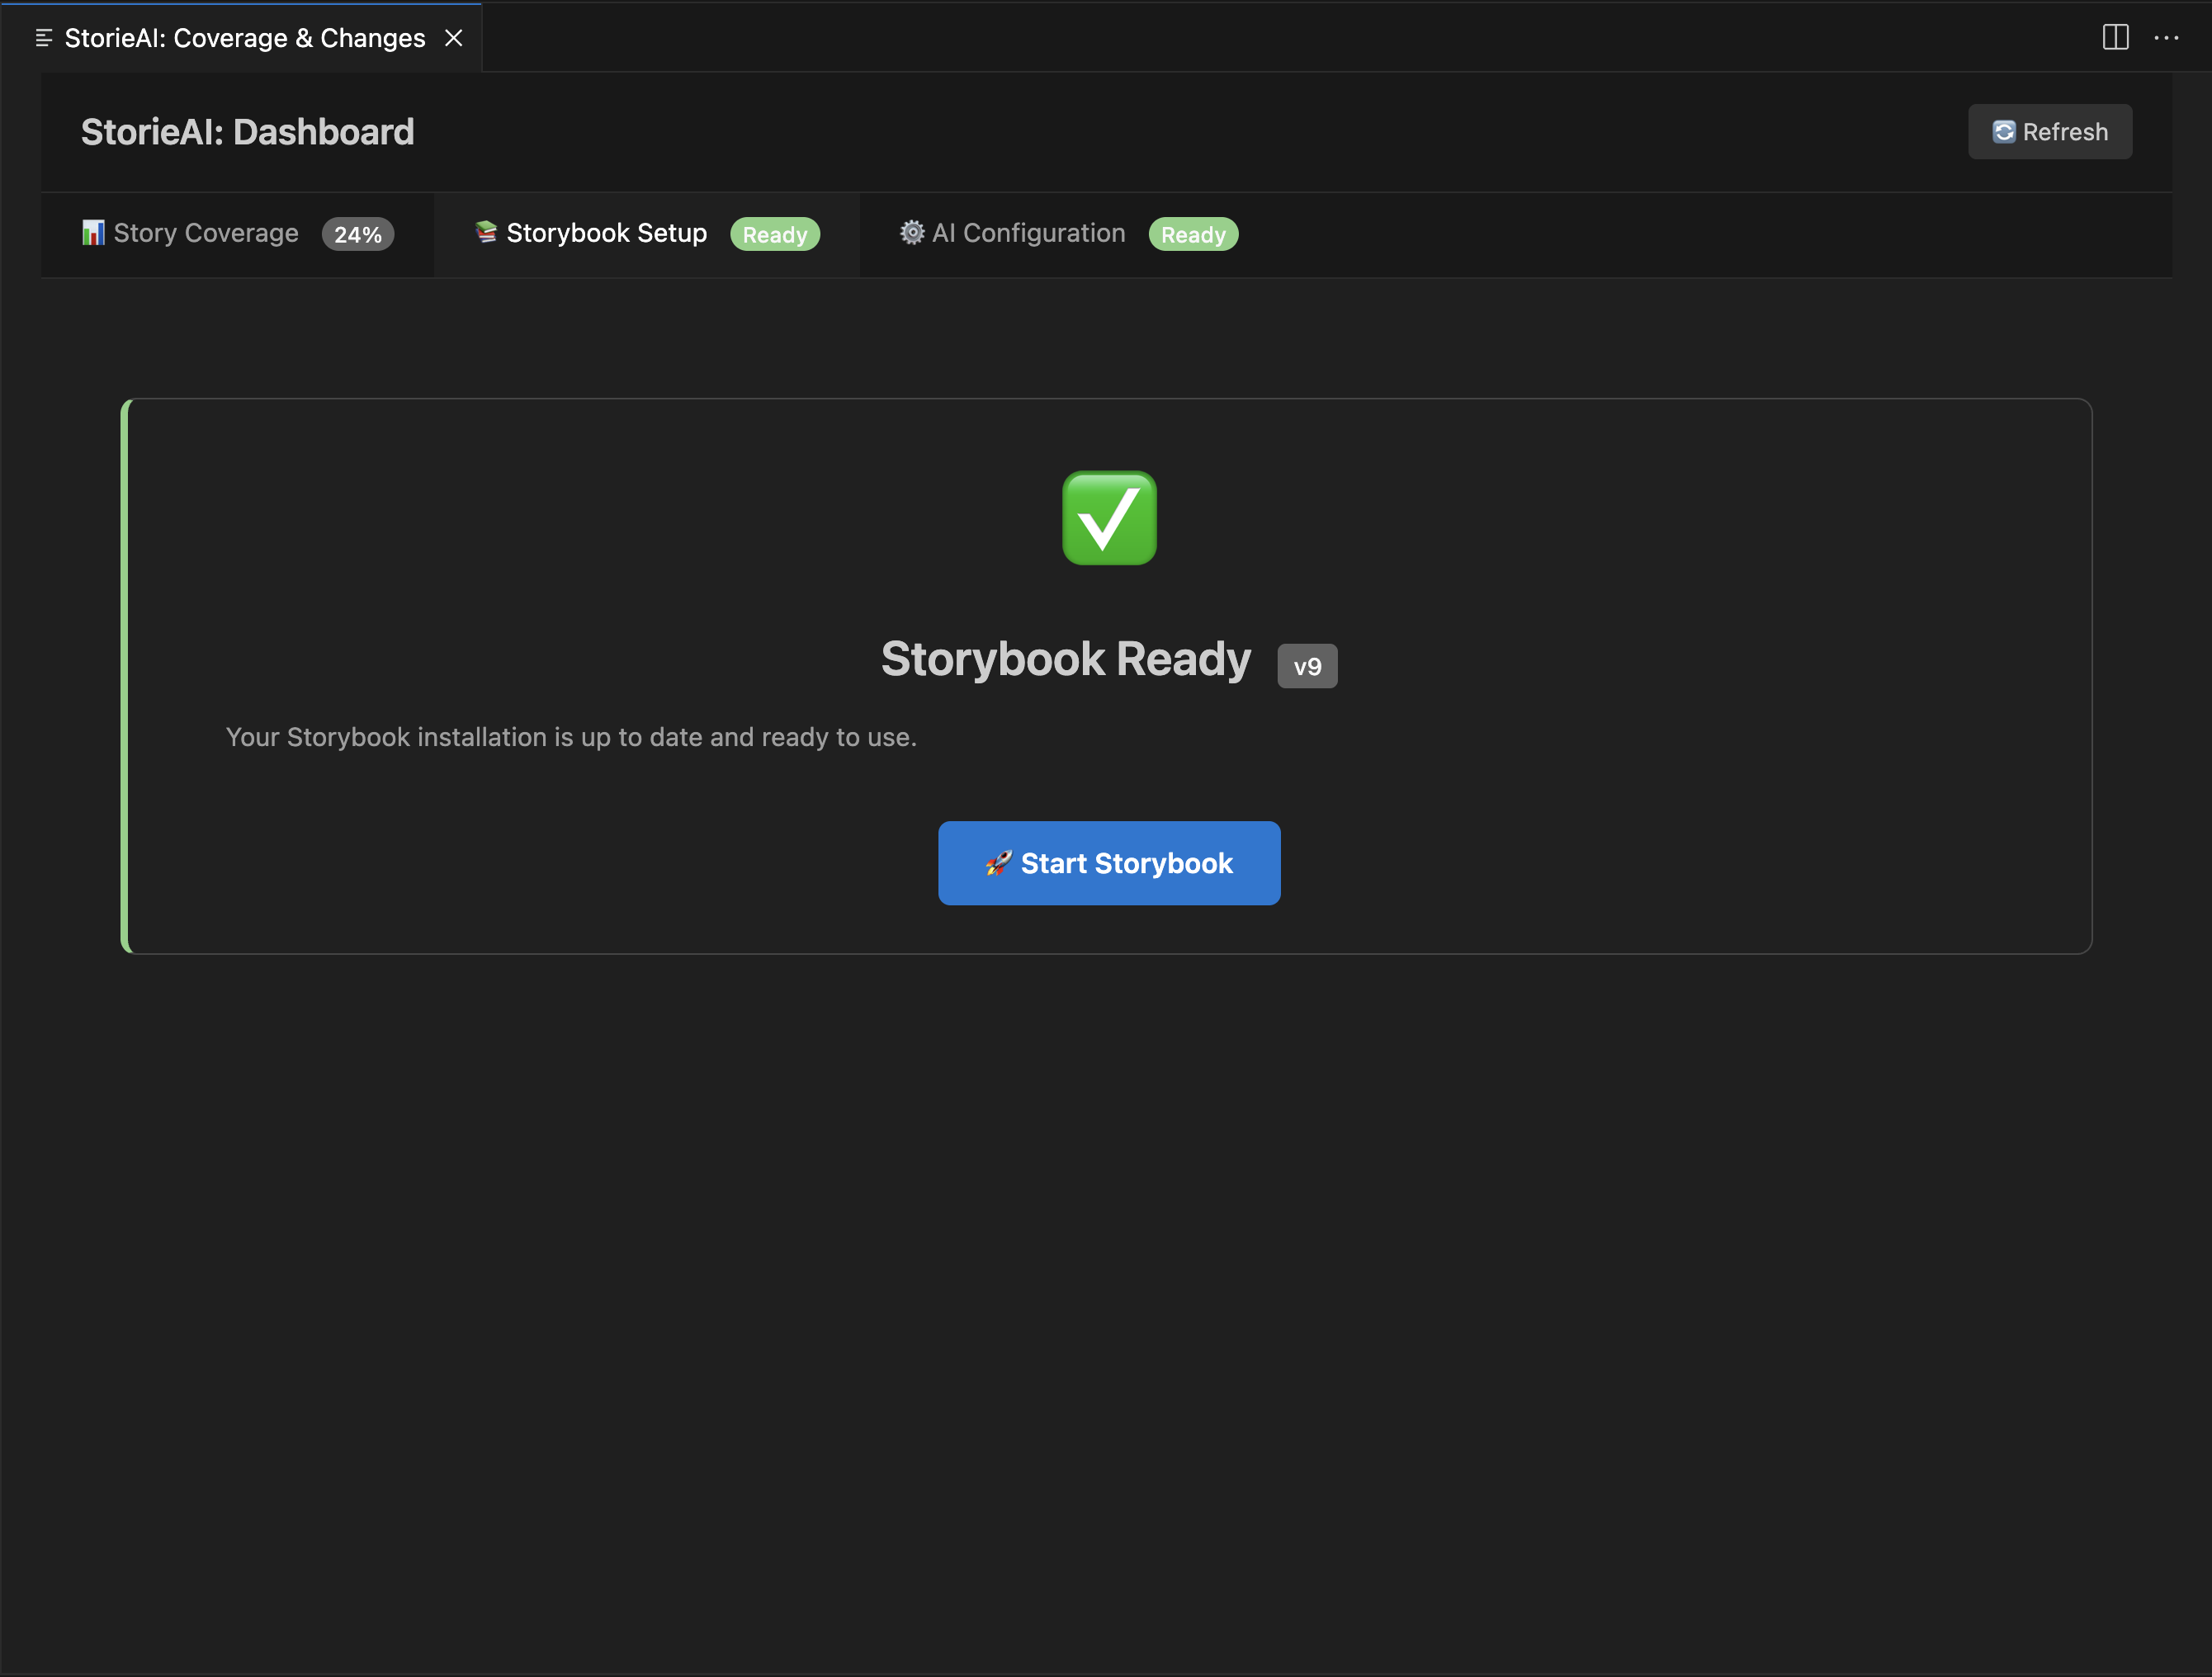 StorieAI: Coverage & Changes
StorieAI: Dashboard
Refresh
Story Coverage 24% Storybook Setup Ready AI Configuration Ready
Storybook Ready v9
Your Storybook installation is up to date and ready to use.
Start Storybook